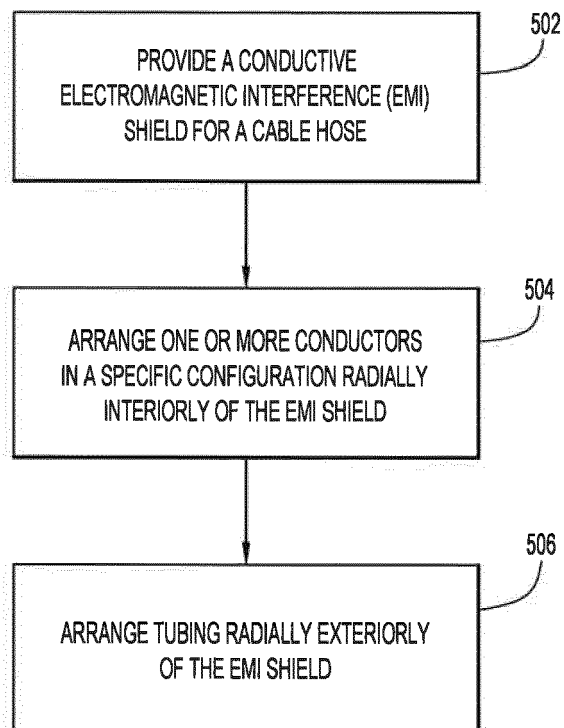 502
PROVIDE A CONDUCTIVE
ELECTROMAGNETIC INTERFERENCE (EMI)
SHIELD FOR A CABLE HOSE
504
ARRANGE ONE OR MORE CONDUCTORS
IN A SPECIFIC CONFIGURATION RADIALLY
INTERIORLY OF THE EMI SHIELD
506
ARRANGE TUBING RADIALLY EXTERIORLY
OF THE EMI SHIELD